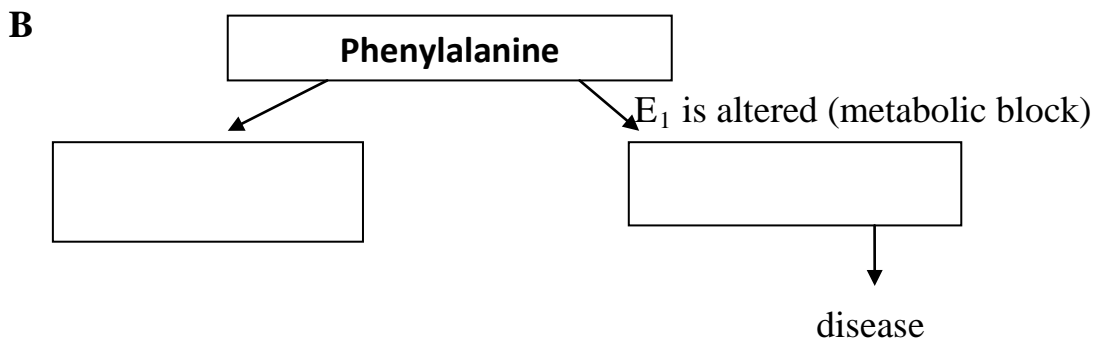 B
Phenylalanine
E₁ is altered (metabolic block)
disease